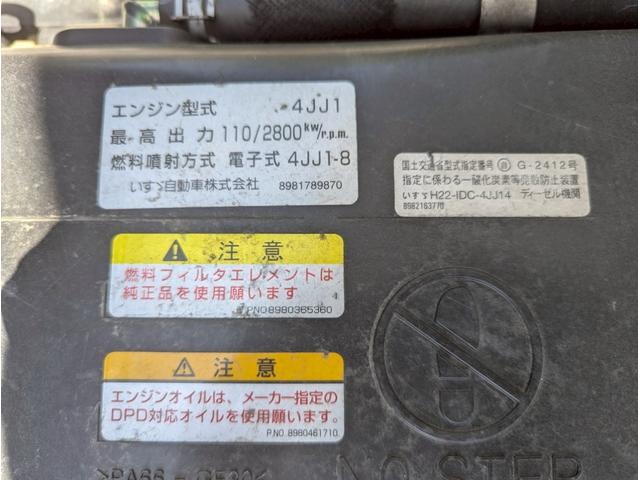 エンジン型式 4JJ1
最高出力 110/2800kW/r.p.m.
燃料噴射方式 電子式 4JJ1-8
いすゞ自動車株式会社 8981789870
国土交通省型式指定番号 自 G-2412号
指定に係わる一酸化炭素等発散防止装置
いすゞH22-IDC-4JJ14 ディーゼル機関
8982163770
注意
燃料フィルタエレメントは
純正品を使用願います
P.NO8980365360
注意
エンジンオイルは、メーカー指定の
DPD対応オイルを使用願います。
P.NO.8980461710
>PA66-GF30<
NO STEP